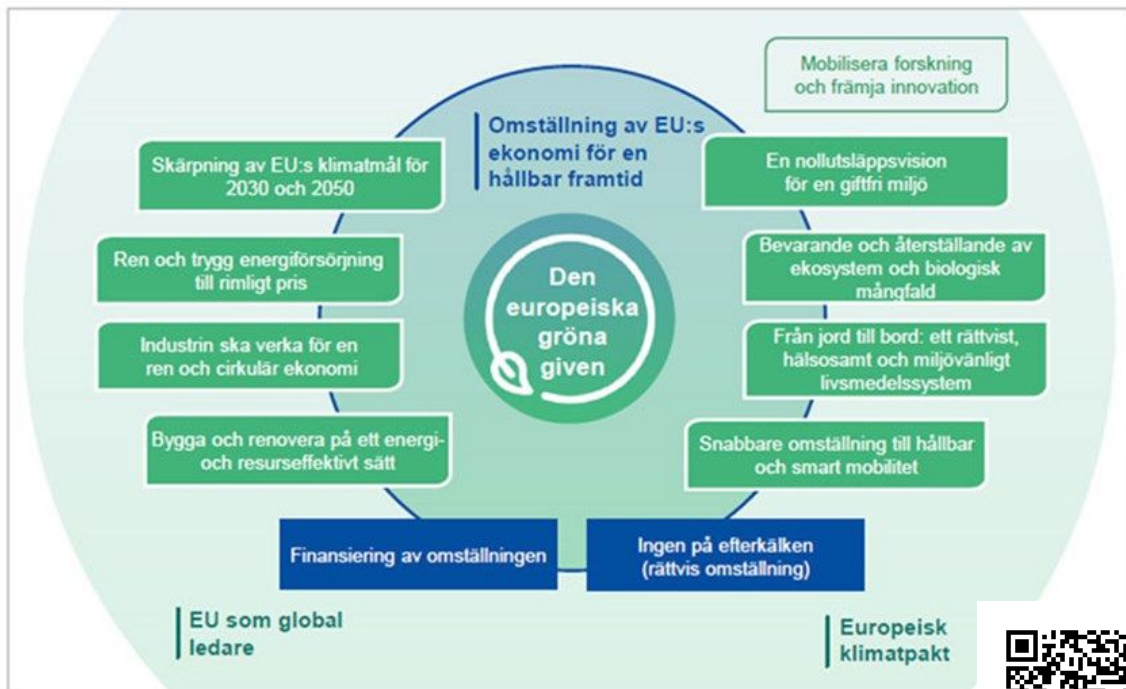 Mobilisera forskning
och främja innovation
Omställning av EU:s
ekonomi för en
hållbar framtid
Skärpning av EU:s klimatmål för
2030 och 2050
En nollutsläppsvision
för en giftfri miljö
Ren och trygg energiförsörjning
till rimligt pris
Bevarande och återställande av
ekosystem och biologisk
mångfald
Den
europeiska
gröna
given
Industrin ska verka för en
ren och cirkulär ekonomi
Från jord till bord: ett rättvist,
hälsosamt och miljövänligt
livsmedelssystem
Bygga och renovera på ett energi-
och resurseffektivt sätt
Snabbare omställning till hållbar
och smart mobilitet
Finansiering av omställningen
Ingen på efterkälken
(rättvis omställning)
EU som global
ledare
Europeisk
klimatpakt